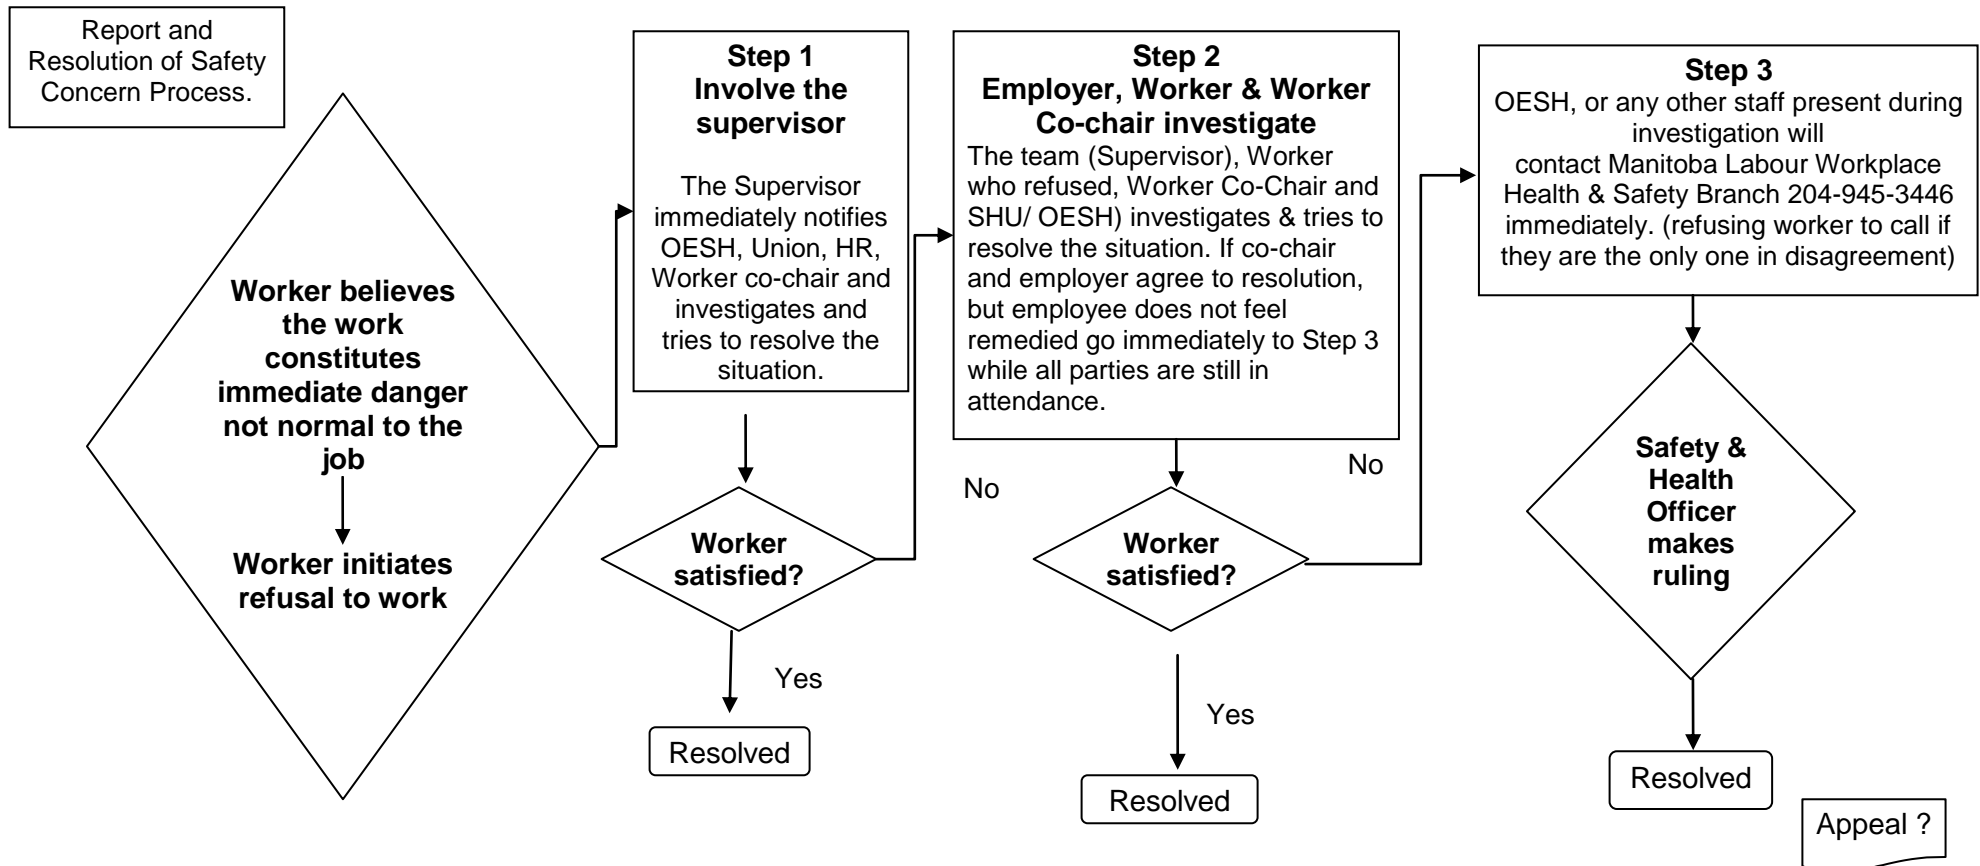 Report and
Resolution of Safety
Concern Process.
Worker believes
the work
constitutes
immediate danger
not normal to the
job
Worker initiates
refusal to work
Step 1
Involve the
supervisor
The Supervisor
immediately notifies
OESH, Union, HR,
Worker co-chair and
investigates and
tries to resolve the
situation.
Worker
satisfied?
Yes
Resolved
No
Step 2
Employer, Worker & Worker
Co-chair investigate
The team (Supervisor), Worker
who refused, Worker Co-Chair and
SHU/ OESH) investigates & tries to
resolve the situation. If co-chair
and employer agree to resolution,
but employee does not feel
remedied go immediately to Step 3
while all parties are still in
attendance.
Worker
satisfied?
Yes
Resolved
No
Step 3
OESH, or any other staff present during
investigation will
contact Manitoba Labour Workplace
Health & Safety Branch 204-945-3446
immediately. (refusing worker to call if
they are the only one in disagreement)
Safety &
Health
Officer
makes
ruling
Resolved
Appeal ?